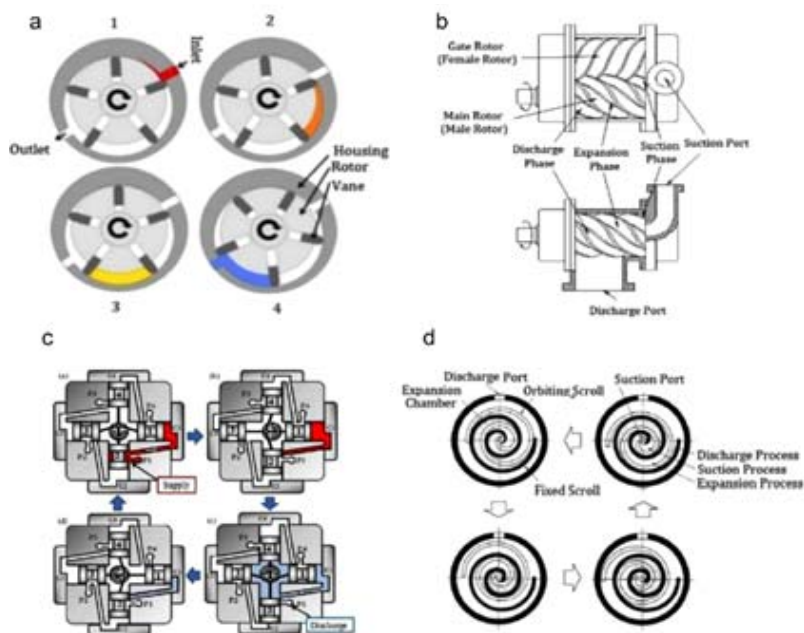 a
1
2
Inlet
Outlet
Housing
Rotor
Vane
3
4
b
Gate Rotor
(Female Rotor)
Main Rotor
(Male Rotor)
Discharge
Phase
Expansion
Phase
Suction
Phase
Suction Port
Discharge Port
c
Supply
Discharge
d
Discharge Port
Expansion
Chamber
Orbiting Scroll
Suction Port
Discharge Process
Suction Process
Expansion Process
Fixed Scroll